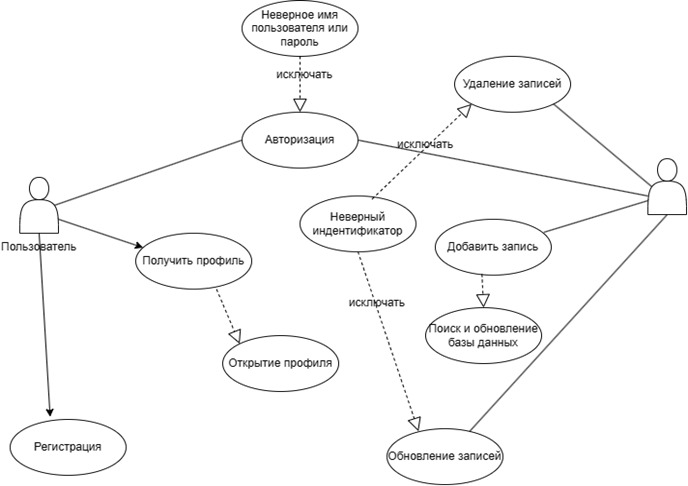 Неверное имя
пользователя или
пароль
исключать
Удаление записей
Авторизация
исключать
Неверный
индентификатор
Пользователь
Получить профиль
Добавить запись
исключать
Поиск и обновление
базы данных
Открытие профиля
Регистрация
Обновление записей